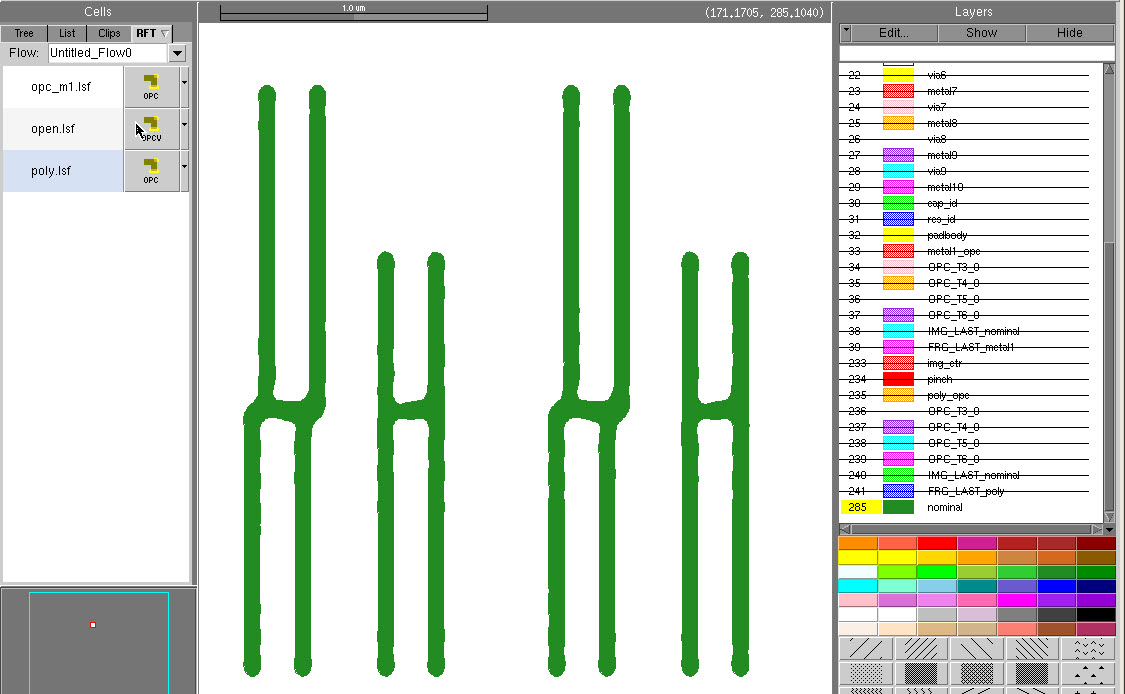 Cells
Tree List Clips RFT
Flow: Untitled_Flow0
opc_m1.lsf OPC
open.lsf OPCV
poly.lsf OPC
1.0 um
(171.1705, 285.1040)
Layers
Edit... Show Hide
22 via6
23 metal7
24 via7
25 metal8
26 via8
27 metal9
28 via9
29 metal10
30 cap_id
31 res_id
32 padbody
33 metal1_opc
34 OPC_T3_0
35 OPC_T4_0
36 OPC_T5_0
37 OPC_T6_0
38 IMG_LAST_nominal
39 FRG_LAST_metal1
233 img_ctr
234 pinch
235 poly_opc
236 OPC_T3_0
237 OPC_T4_0
238 OPC_T5_0
239 OPC_T6_0
240 IMG_LAST_nominal
241 FRG_LAST_poly
285 nominal